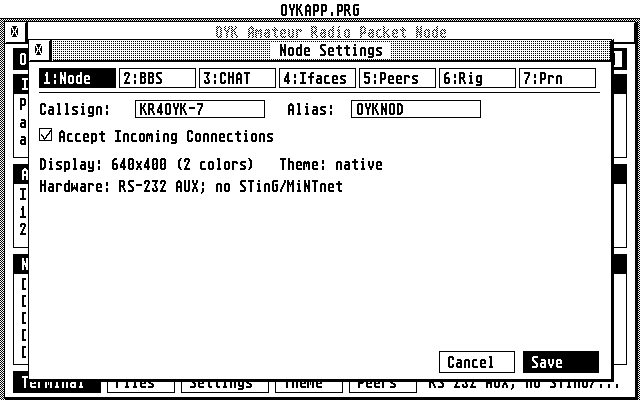 OYKAPP.PRG
OYK Amateur Radio Packet Node
Node Settings
1:Node 2:BBS 3:CHAT 4:Ifaces 5:Peers 6:Rig 7:Prn
Callsign: KR4OYK-7 Alias: OYKNOD
Accept Incoming Connections
Display: 640x400 (2 colors) Theme: native
Hardware: RS-232 AUX; no STinG/MiNTnet
Cancel Save
Terminal Files Settings Theme Peers RS-232 AUX; no STinG/...